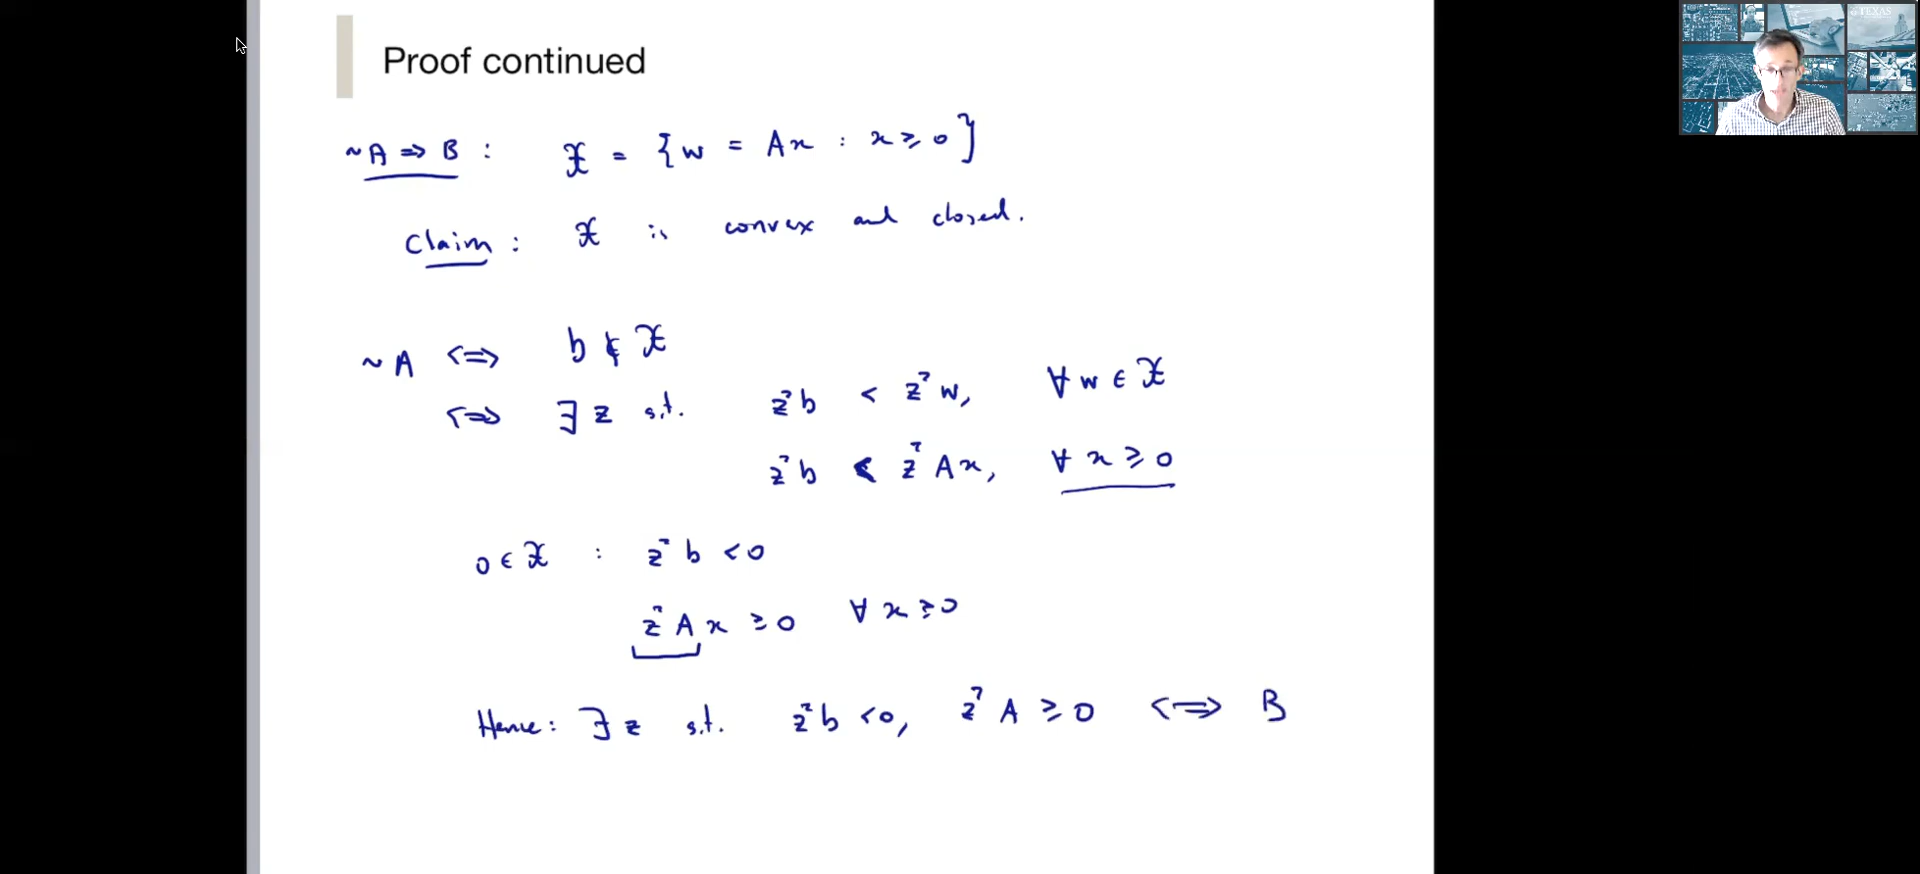 Proof continued
~A ⇒ B : 𝒳 = {w = Ax : x ≥ 0}
Claim : 𝒳 is convex and closed.
~A ⇔ b ∉ 𝒳
⇔ ∃ z s.t. zᵀb < zᵀw, ∀ w ∈ 𝒳
zᵀb < zᵀAx, ∀ x ≥ 0
0 ∈ 𝒳 : zᵀb < 0
zᵀAx ≥ 0 ∀ x ≥ 0
Hence : ∃ z s.t. zᵀb < 0, zᵀA ≥ 0 ⇔ B
TEXAS